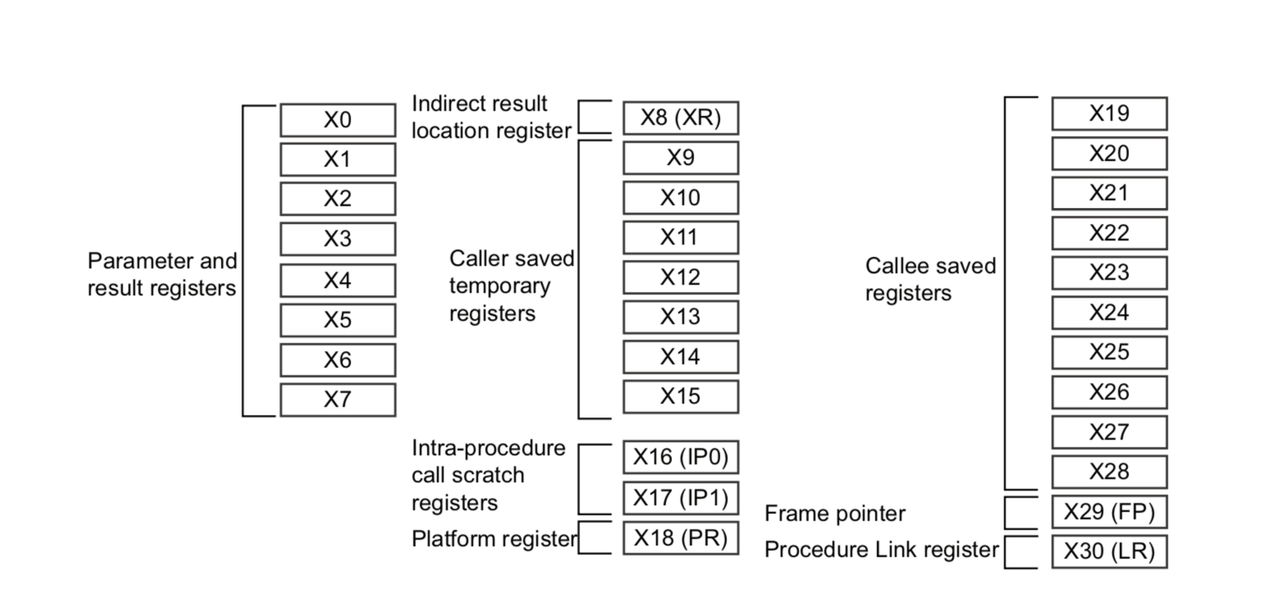 Parameter and
result registers
X0
X1
X2
X3
X4
X5
X6
X7
Indirect result
location register
X8 (XR)
Caller saved
temporary
registers
X9
X10
X11
X12
X13
X14
X15
Intra-procedure
call scratch
registers
X16 (IP0)
X17 (IP1)
Platform register
X18 (PR)
Callee saved
registers
X19
X20
X21
X22
X23
X24
X25
X26
X27
X28
Frame pointer
X29 (FP)
Procedure Link register
X30 (LR)